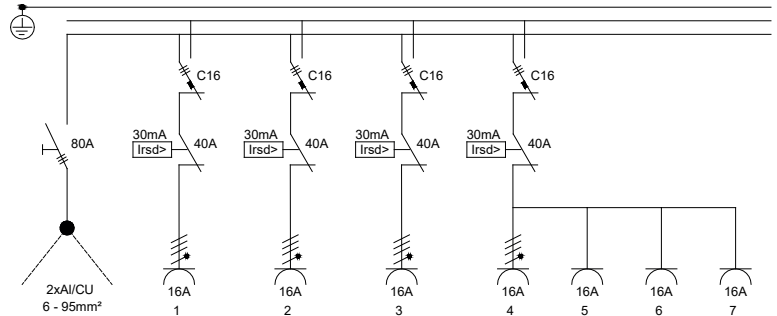 C16 C16 C16 C16
30mA 30mA 30mA 30mA
80A Irsd> 40A Irsd> 40A Irsd> 40A Irsd> 40A
2xAl/CU 16A 16A 16A 16A 16A 16A 16A
6 - 95mm² 1 2 3 4 5 6 7